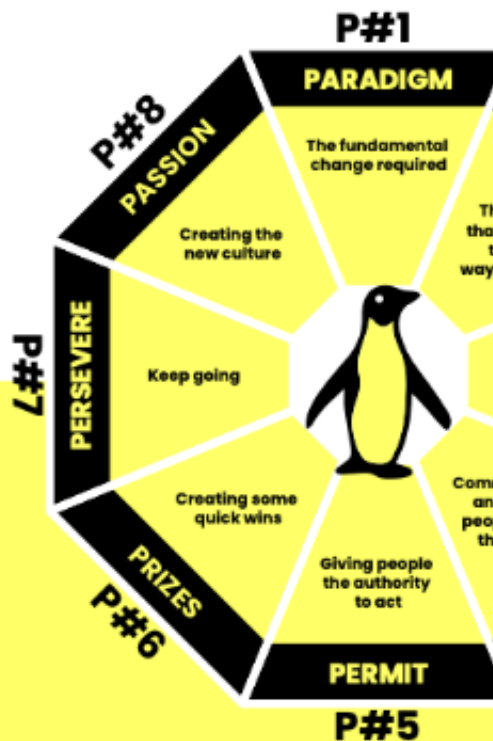 P#1
PARADIGM
The fundamental
change required
P#8
PASSION
Creating the
new culture
P#7
PERSEVERE
Keep going
P#6
PRIZES
Creating some
quick wins
P#5
PERMIT
Giving people
the authority
to act